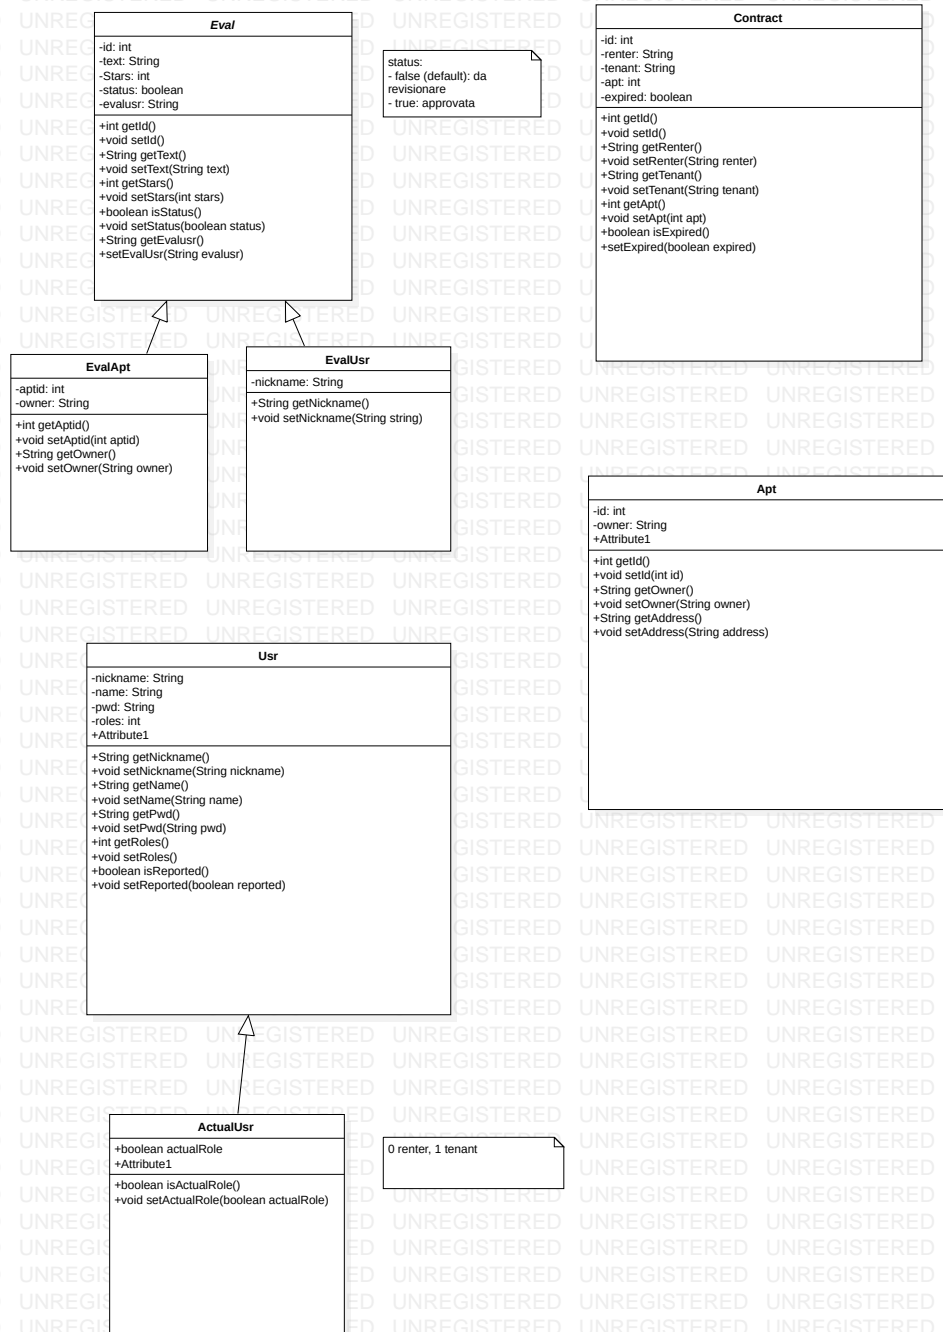 Eval
-id: int
-text: String
-Stars: int
-status: boolean
-evalusr: String
+int getId()
+void setId()
+String getText()
+void setText(String text)
+int getStars()
+void setStars(int stars)
+boolean isStatus()
+void setStatus(boolean status)
+String getEvalusr()
+setEvalUsr(String evalusr)
status:
- false (default): da
revisionare
- true: approvata
Contract
-id: int
-renter: String
-tenant: String
-apt: int
-expired: boolean
+int getId()
+void setId()
+String getRenter()
+void setRenter(String renter)
+String getTenant()
+void setTenant(String tenant)
+int getApt()
+void setApt(int apt)
+boolean isExpired()
+setExpired(boolean expired)
EvalApt
-aptid: int
-owner: String
+int getAptid()
+void setAptid(int aptid)
+String getOwner()
+void setOwner(String owner)
EvalUsr
-nickname: String
+String getNickname()
+void setNickname(String string)
Apt
-id: int
-owner: String
+Attribute1
+int getId()
+void setId(int id)
+String getOwner()
+void setOwner(String owner)
+String getAddress()
+void setAddress(String address)
Usr
-nickname: String
-name: String
-pwd: String
-roles: int
+Attribute1
+String getNickname()
+void setNickname(String nickname)
+String getName()
+void setName(String name)
+String getPwd()
+void setPwd(String pwd)
+int getRoles()
+void setRoles()
+boolean isReported()
+void setReported(boolean reported)
ActualUsr
+boolean actualRole
+Attribute1
+boolean isActualRole()
+void setActualRole(boolean actualRole)
0 renter, 1 tenant
UNREGISTERED